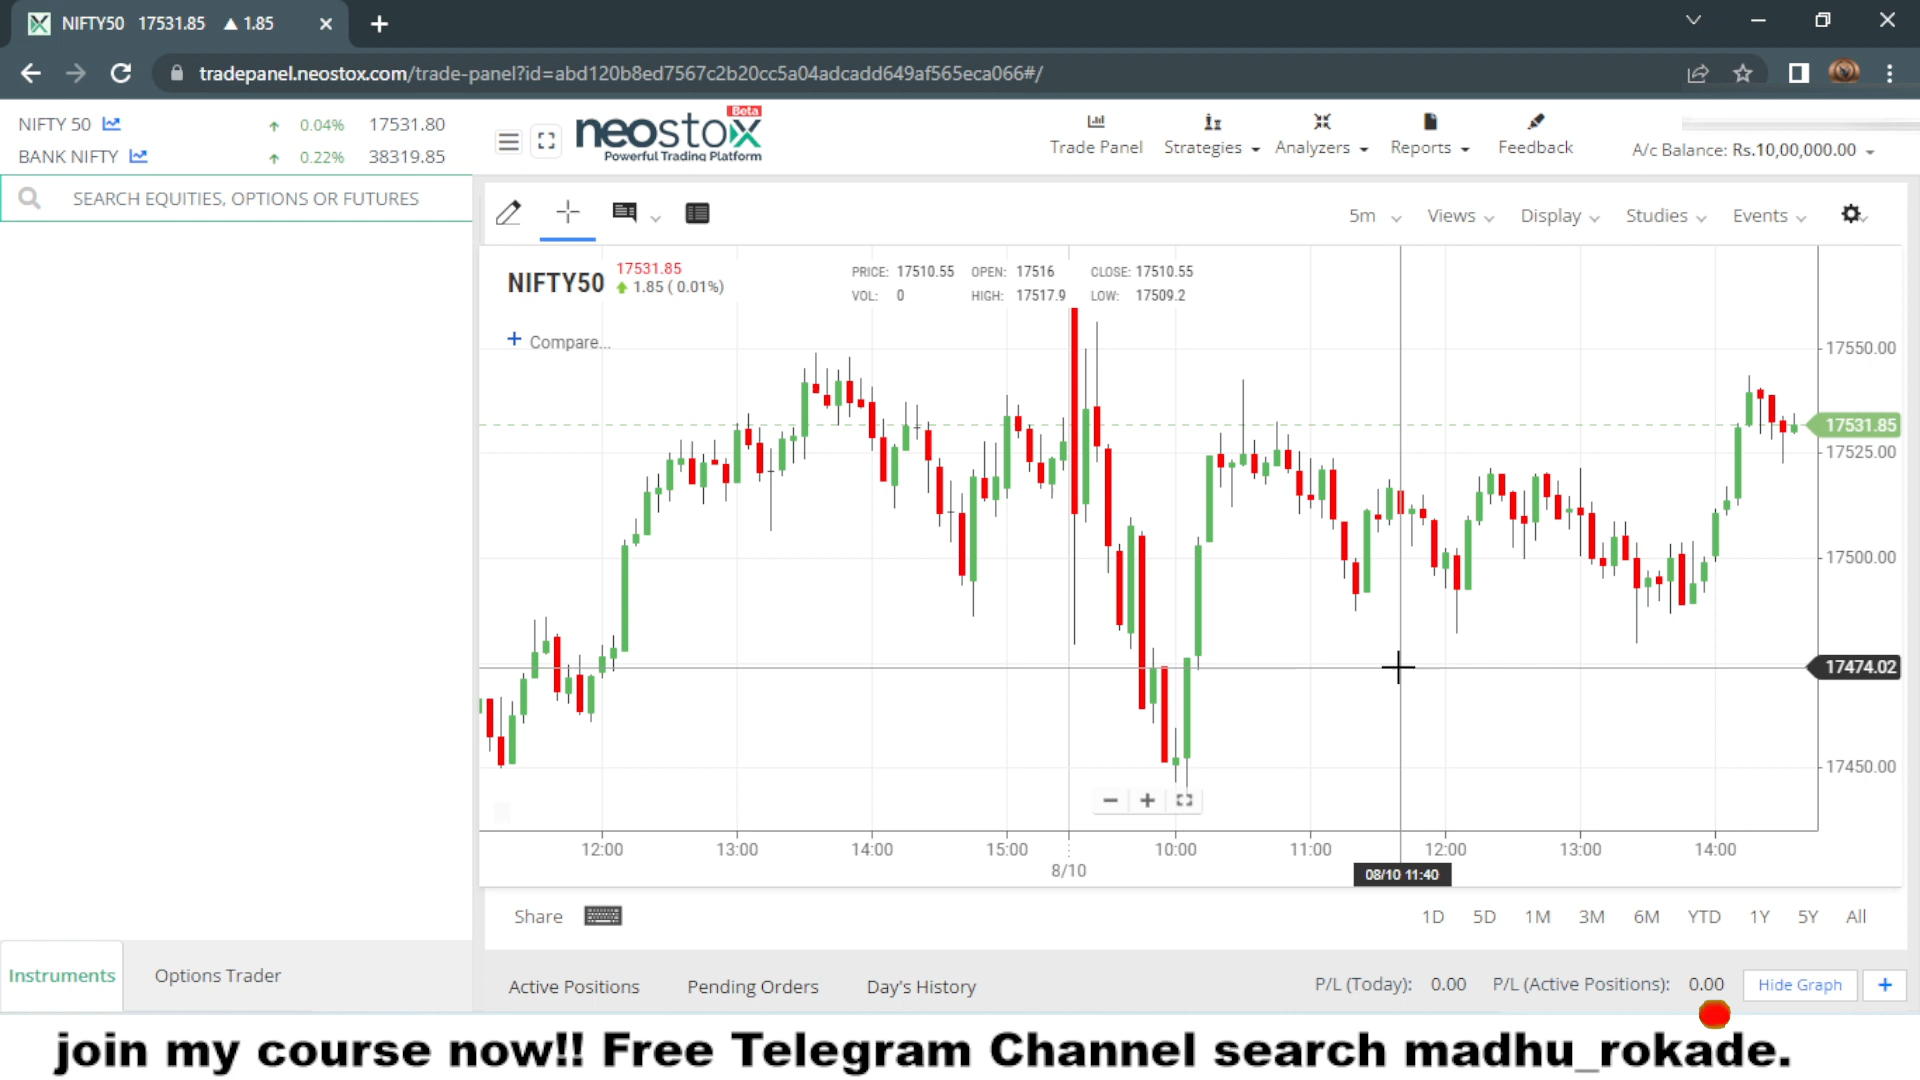 NIFTY50 17531.85 ▲ 1.85
tradepanel.neostox.com/trade-panel?id=abd120b8ed7567c2b20cc5a04adcadd649af565eca066#/
NIFTY 50 0.04% 17531.80
BANK NIFTY 0.22% 38319.85
neostox Beta
Powerful Trading Platform
Trade Panel Strategies Analyzers Reports Feedback
A/c Balance: Rs.10,00,000.00
SEARCH EQUITIES, OPTIONS OR FUTURES
5m Views Display Studies Events
NIFTY50 17531.85
1.85 ( 0.01%)
PRICE: 17510.55 OPEN: 17516 CLOSE: 17510.55
VOL: 0 HIGH: 17517.9 LOW: 17509.2
+ Compare...
17550.00
17531.85
17525.00
17500.00
17474.02
17450.00
12:00 13:00 14:00 15:00 10:00 11:00 12:00 13:00 14:00
8/10
08/10 11:40
Share
1D 5D 1M 3M 6M YTD 1Y 5Y All
Instruments Options Trader
Active Positions Pending Orders Day's History
P/L (Today): 0.00 P/L (Active Positions): 0.00 Hide Graph +
join my course now!! Free Telegram Channel search madhu_rokade.